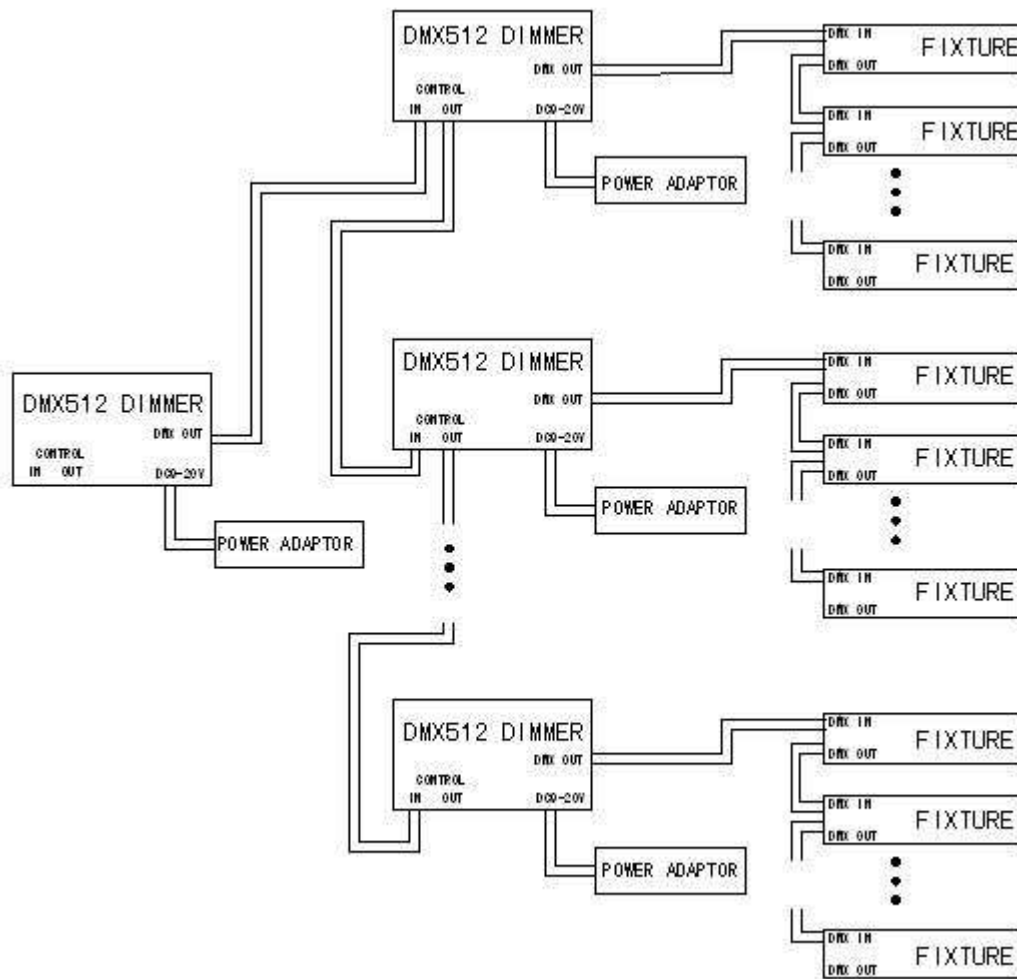 DMX512 DIMMER
DMX OUT
CONTROL
IN OUT
DC9-20V
POWER ADAPTOR
DMX IN
FIXTURE
DMX OUT
DMX IN
FIXTURE
DMX OUT
DMX IN
FIXTURE
DMX OUT
DMX512 DIMMER
DMX OUT
CONTROL
IN OUT
DC9-20V
POWER ADAPTOR
DMX512 DIMMER
DMX OUT
CONTROL
IN OUT
DC9-20V
POWER ADAPTOR
DMX IN
FIXTURE
DMX OUT
DMX IN
FIXTURE
DMX OUT
DMX IN
FIXTURE
DMX OUT
DMX512 DIMMER
DMX OUT
CONTROL
IN OUT
DC9-20V
POWER ADAPTOR
DMX IN
FIXTURE
DMX OUT
DMX IN
FIXTURE
DMX OUT
DMX IN
FIXTURE
DMX OUT